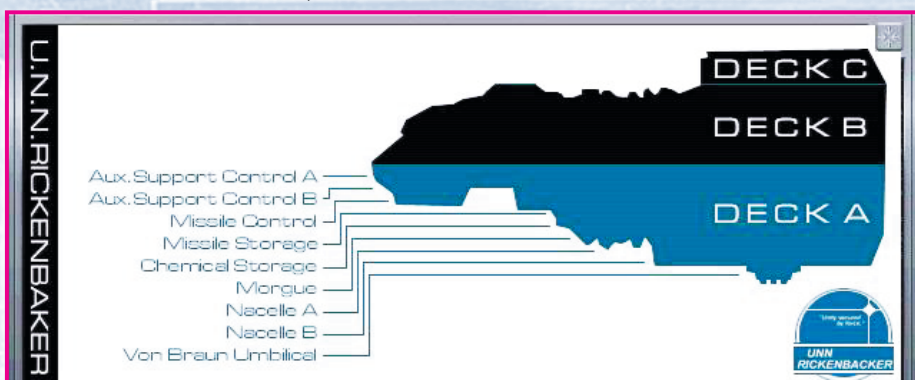 U.N.N.RICKENBAKER
DECK C
DECK B
DECK A
Aux.Support Control A
Aux.Support Control B
Missile Control
Missile Storage
Chemical Storage
Morgue
Nacelle A
Nacelle B
Von Braun Umbilical
UNN
RICKENBACKER